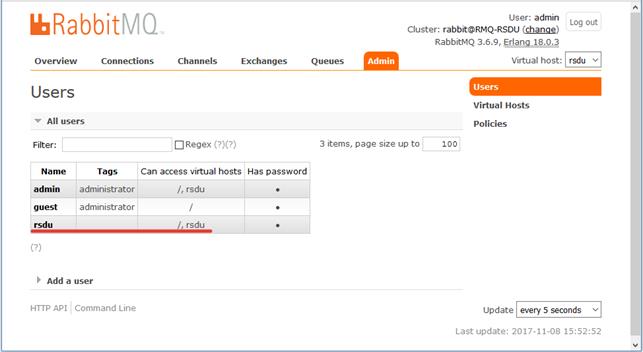 RabbitMQ
User: admin
Log out
Cluster: rabbit@RMQ-RSDU (change)
RabbitMQ 3.6.9, Erlang 18.0.3
Overview Connections Channels Exchanges Queues Admin
Virtual host: rsdu
Users
Users
Virtual Hosts
Policies
All users
Filter: Regex (?)(?) 3 items, page size up to 100
Name Tags Can access virtual hosts Has password
admin administrator /, rsdu •
guest administrator / •
rsdu /, rsdu •
(?)
Add a user
HTTP API Command Line
Update every 5 seconds
Last update: 2017-11-08 15:52:52